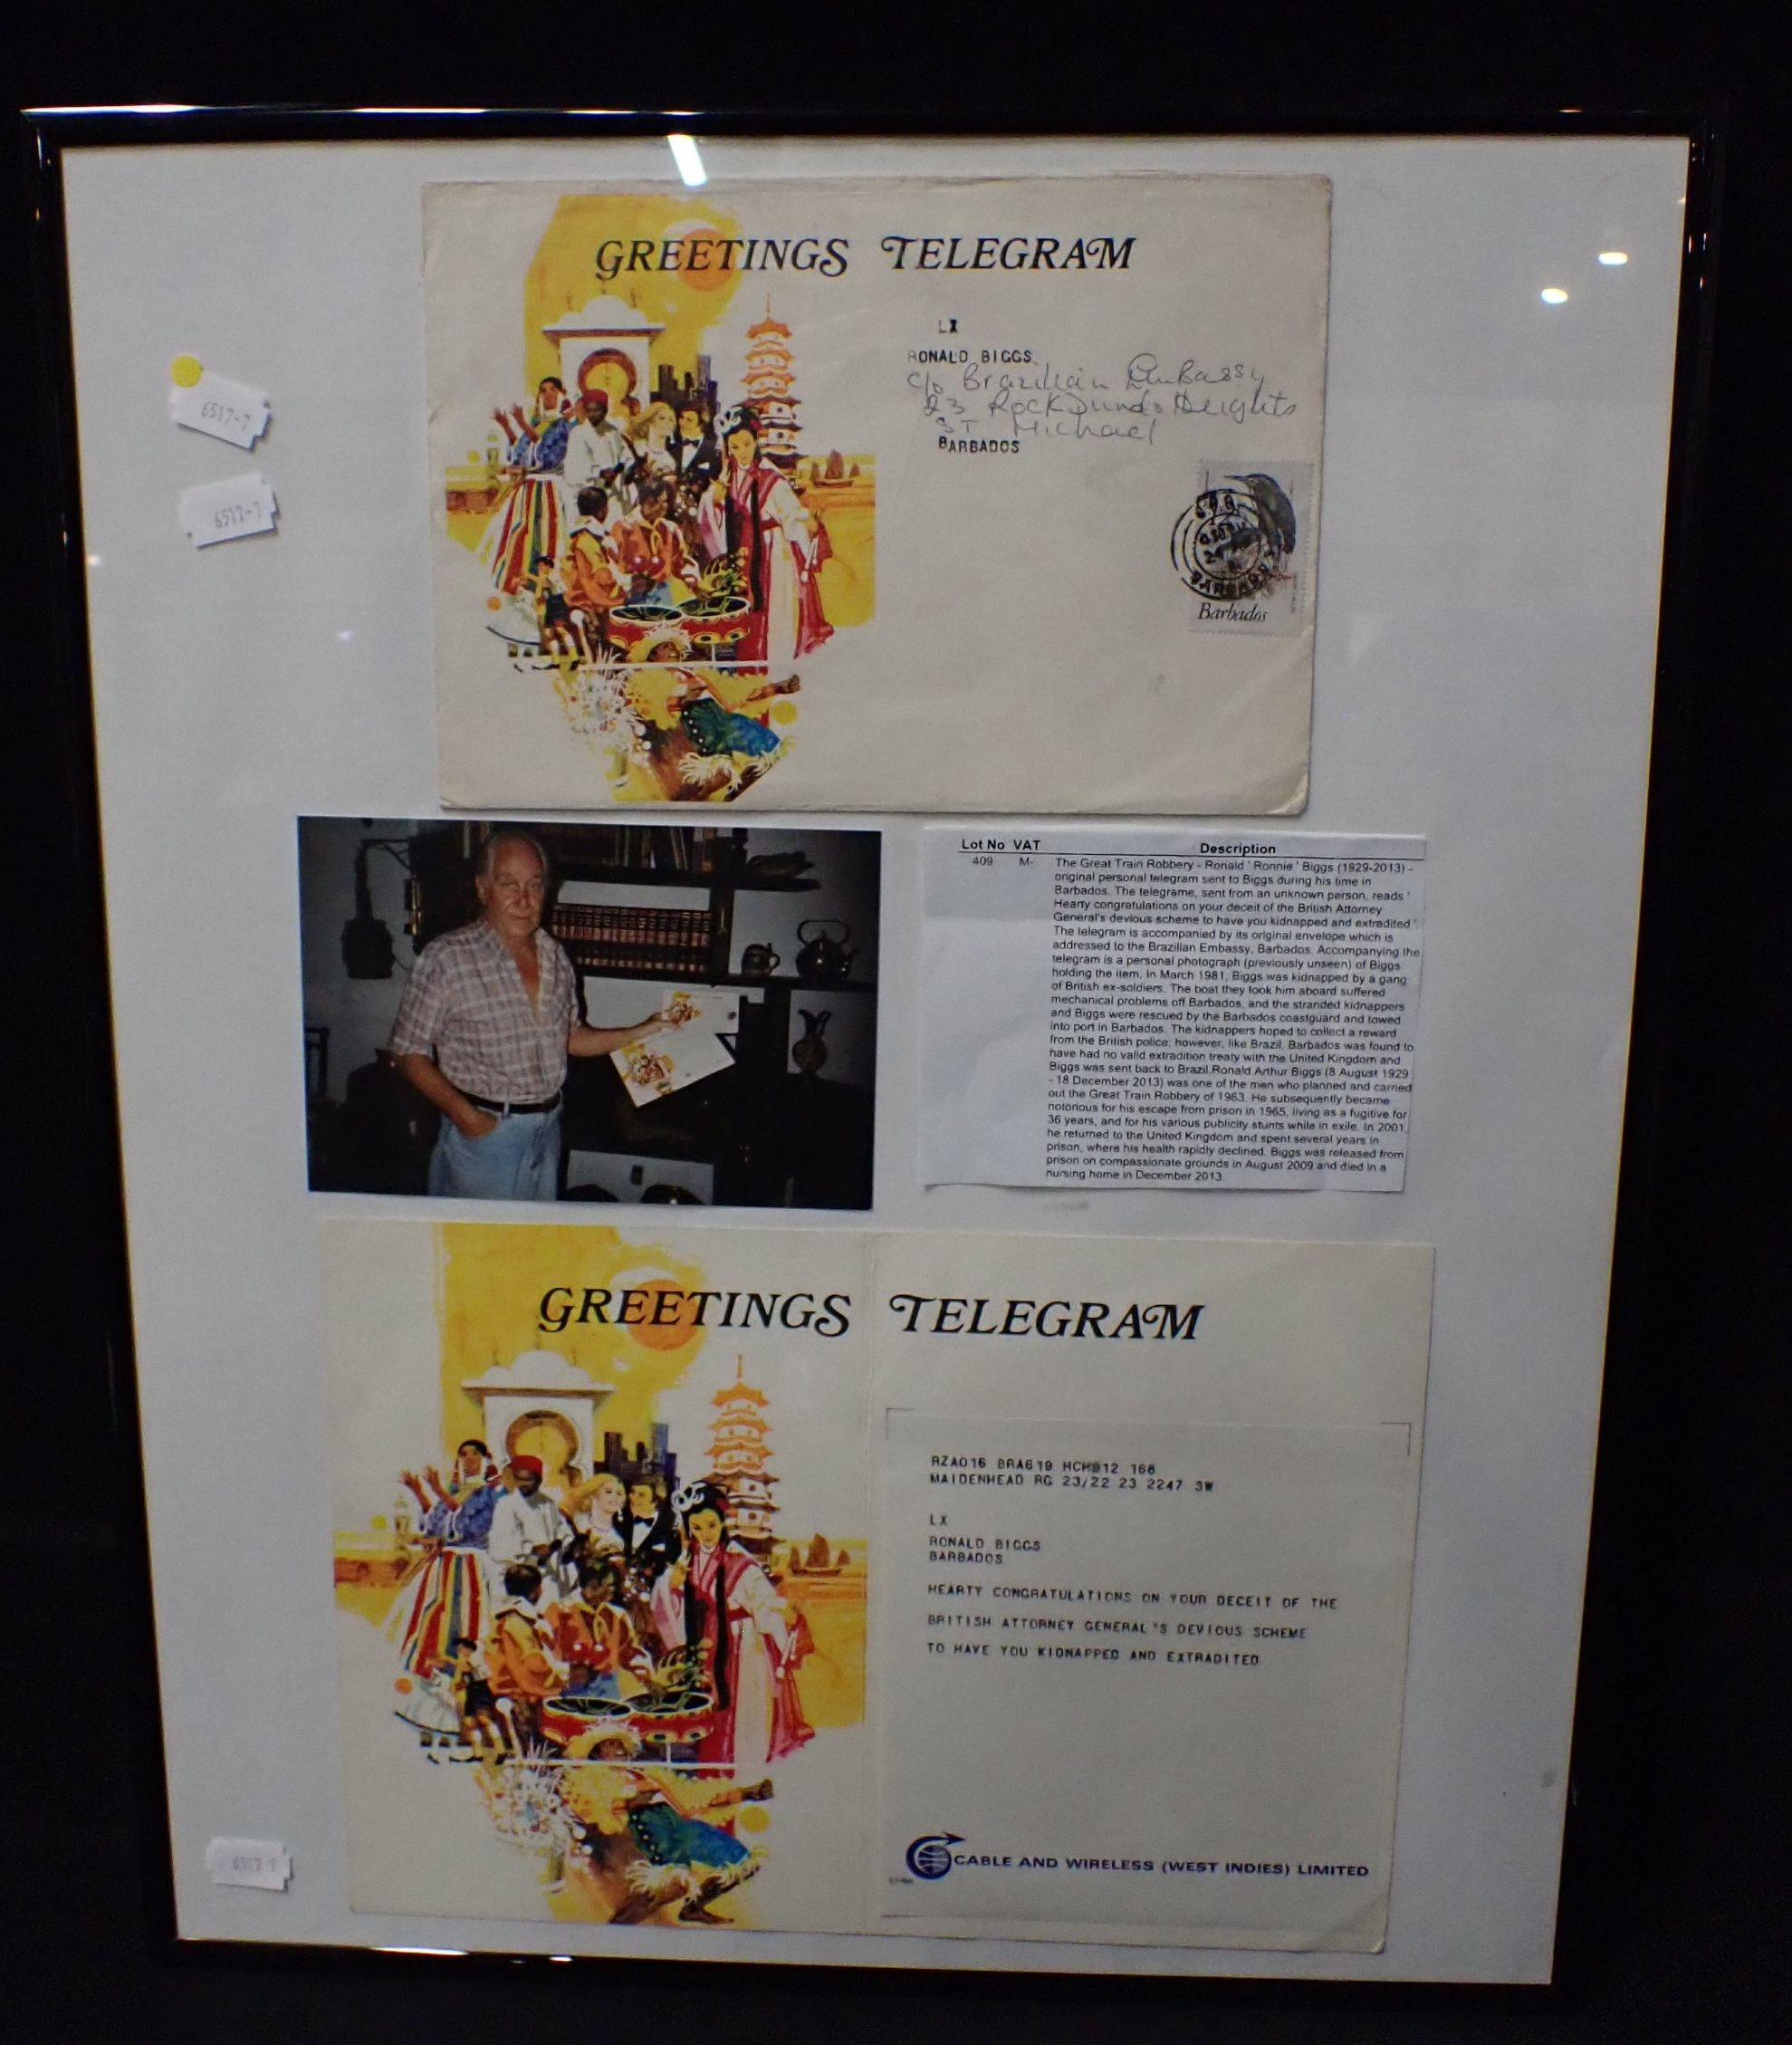 GREETINGS TELEGRAM
LX
RONALD BIGGS
c/o Brazilian Embassy
23 Rockdundo Heights
ST Michael
BARBADOS
G.P.O.
BARBADOS
Barbados
6517-7
6517-7
Lot No VAT Description
409 M- The Great Train Robbery - Ronald ' Ronnie ' Biggs (1929-2013) -
original personal telegram sent to Biggs during his time in
Barbados. The telegrame, sent from an unknown person, reads '
Hearty congratulations on your deceit of the British Attorney
General's devious scheme to have you kidnapped and extradited '.
The telegram is accompanied by its original envelope which is
addressed to the Brazilian Embassy, Barbados. Accompanying the
telegram is a personal photograph (previously unseen) of Biggs
holding the item. In March 1981, Biggs was kidnapped by a gang
of British ex-soldiers. The boat they took him aboard suffered
mechanical problems off Barbados, and the stranded kidnappers
and Biggs were rescued by the Barbados coastguard and towed
into port in Barbados. The kidnappers hoped to collect a reward
from the British police; however, like Brazil, Barbados was found to
have had no valid extradition treaty with the United Kingdom and
Biggs was sent back to Brazil.Ronald Arthur Biggs (8 August 1929
- 18 December 2013) was one of the men who planned and carried
out the Great Train Robbery of 1963. He subsequently became
notorious for his escape from prison in 1965, living as a fugitive for
36 years, and for his various publicity stunts while in exile. In 2001,
he returned to the United Kingdom and spent several years in
prison, where his health rapidly declined. Biggs was released from
prison on compassionate grounds in August 2009 and died in a
nursing home in December 2013.
GREETINGS TELEGRAM
RZA016 BRA619 HCH912 168
MAIDENHEAD RG 23/22 23 2247 3W
LX
RONALD BIGGS
BARBADOS
HEARTY CONGRATULATIONS ON YOUR DECEIT OF THE
BRITISH ATTORNEY GENERAL'S DEVIOUS SCHEME
TO HAVE YOU KIDNAPPED AND EXTRADITED
CABLE AND WIRELESS (WEST INDIES) LIMITED
6517-7